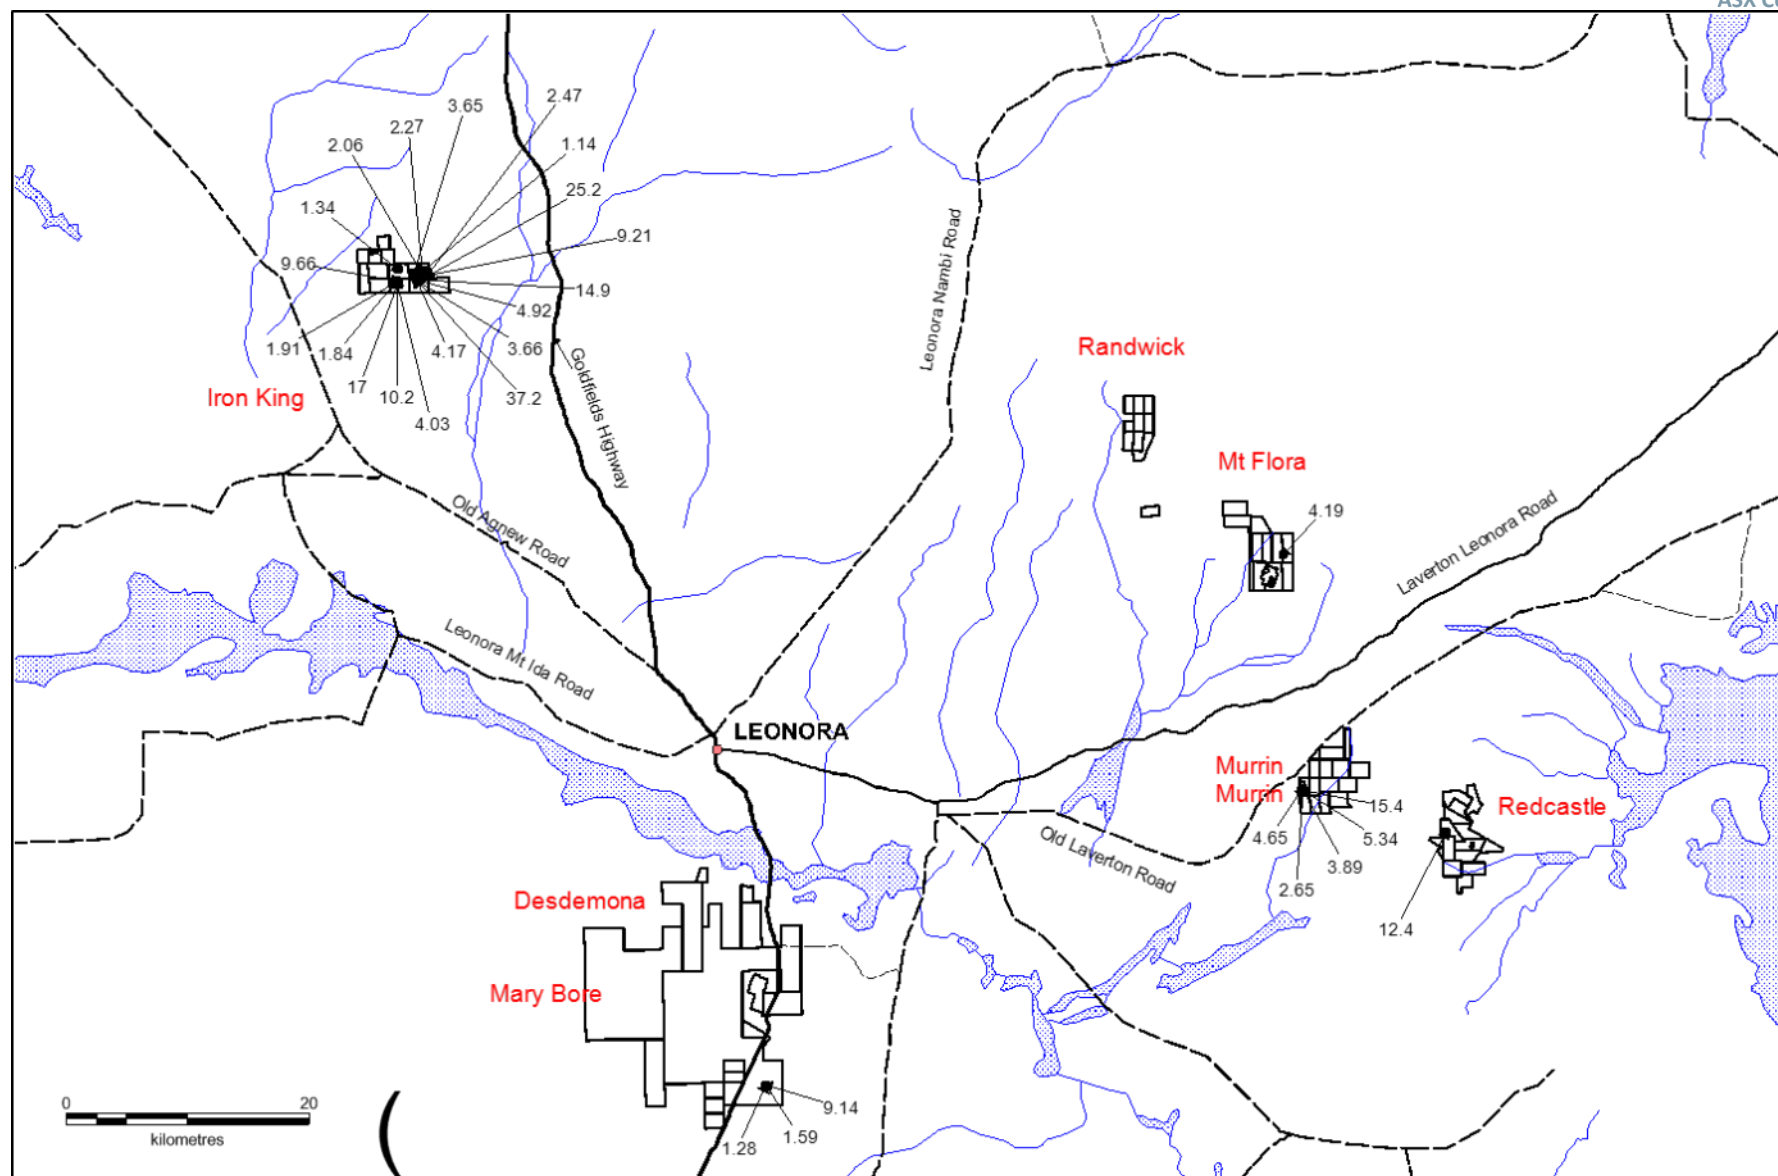 ASX
2.47
3.65
2.27
2.06
1.14
25.2
1.34
9.21
9.66
14.9
4.92
1.91
1.84
4.17
3.66
17
10.2
37.2
4.03
Iron King
Goldfields Highway
Leonora Nambi Road
Randwick
Mt Flora
4.19
Old Agnew Road
Laverton Leonora Road
Leonora Mt Ida Road
LEONORA
Murrin
Murrin
15.4
4.65
5.34
3.89
2.65
Redcastle
12.4
Old Laverton Road
Desdemona
Mary Bore
9.14
1.59
1.28
0
20
kilometres